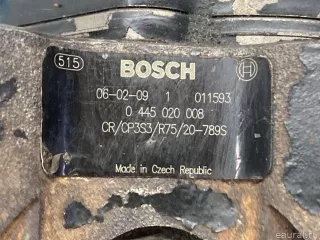 515 BOSCH H
06-02-09 1 011593
0 445 020 008
CR/CP3S3/R75/20-789S
Made in Czech Republic